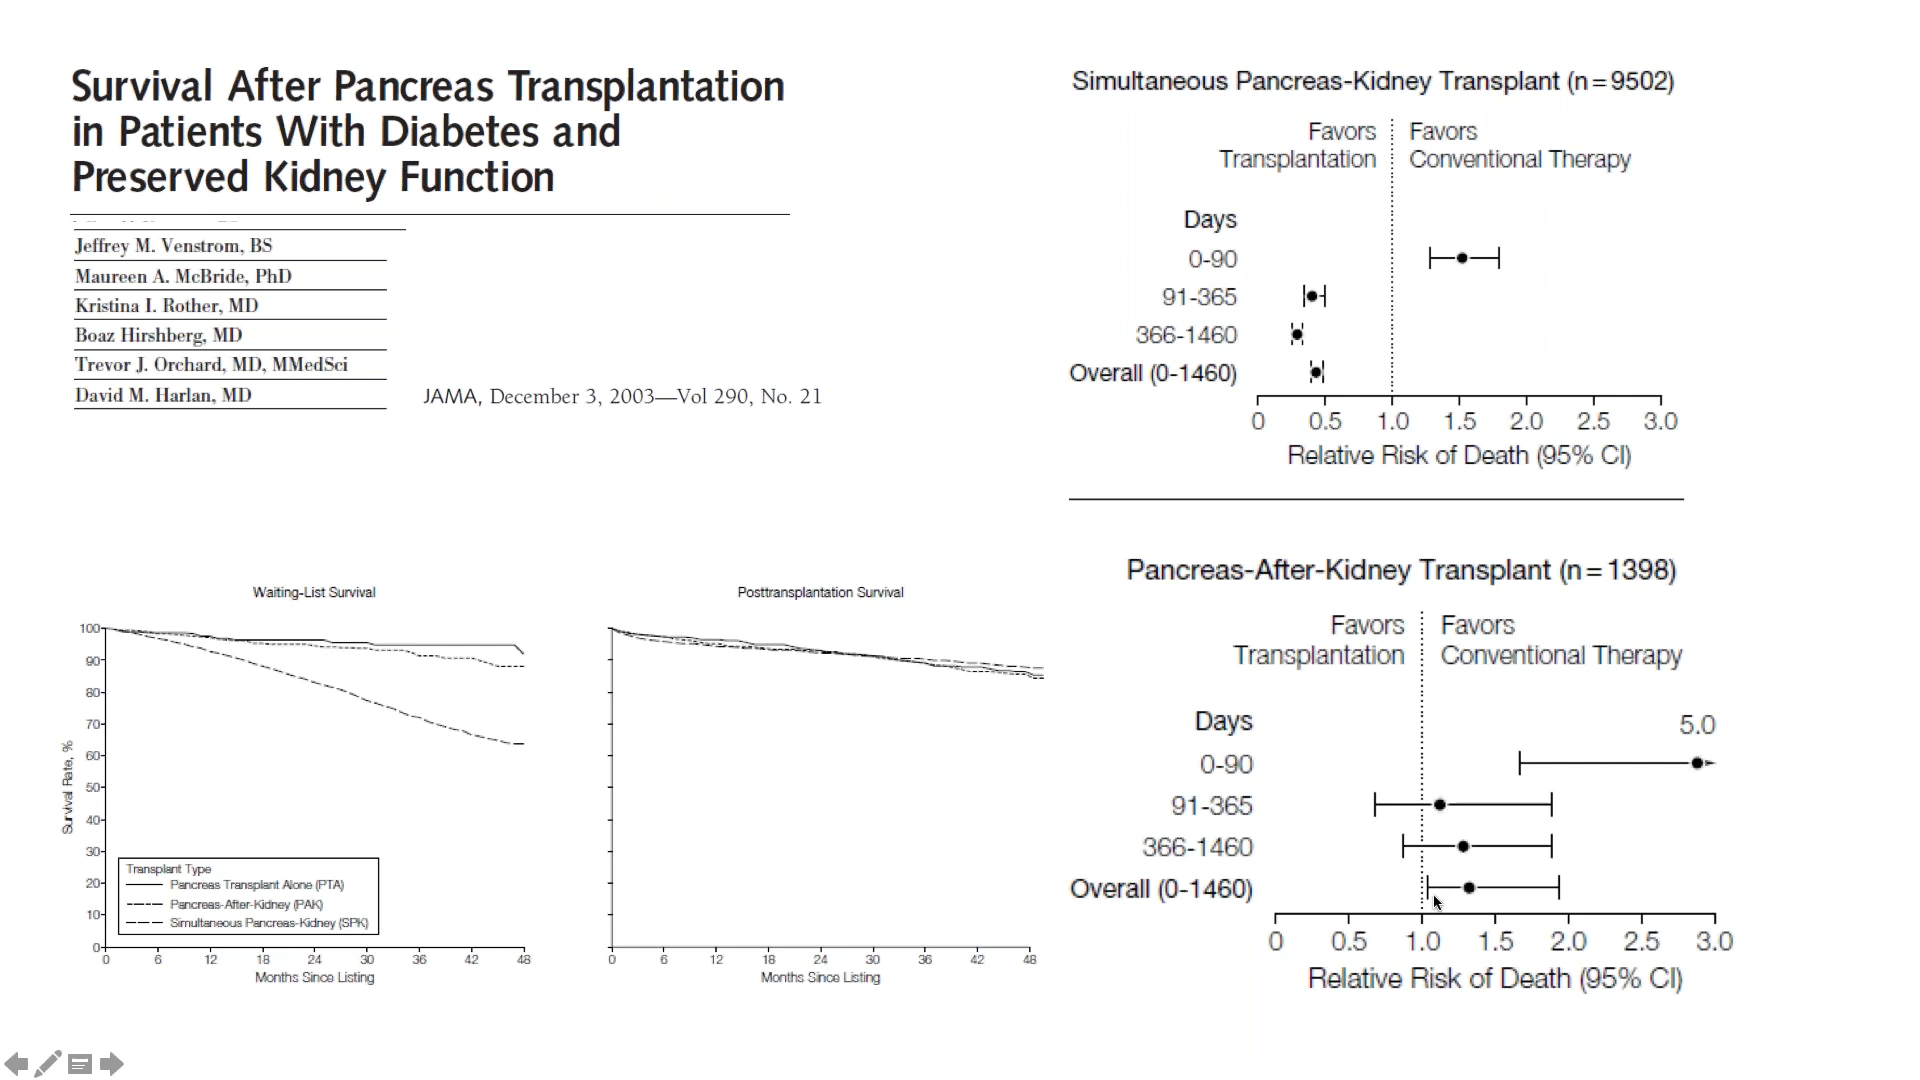 Survival After Pancreas Transplantation
in Patients With Diabetes and
Preserved Kidney Function
Jeffrey M. Venstrom, BS
Maureen A. McBride, PhD
Kristina I. Rother, MD
Boaz Hirshberg, MD
Trevor J. Orchard, MD, MMedSci
David M. Harlan, MD
JAMA, December 3, 2003—Vol 290, No. 21
Waiting-List Survival
100
90
80
70
60
50
40
30
20
10
0
Survival Rate, %
Transplant Type
Pancreas Transplant Alone (PTA)
Pancreas-After-Kidney (PAK)
Simultaneous Pancreas-Kidney (SPK)
0 6 12 18 24 30 36 42 48
Months Since Listing
Posttransplantation Survival
0 6 12 18 24 30 36 42 48
Months Since Listing
Simultaneous Pancreas-Kidney Transplant (n=9502)
Favors Favors
Transplantation Conventional Therapy
Days
0-90
91-365
366-1460
Overall (0-1460)
0 0.5 1.0 1.5 2.0 2.5 3.0
Relative Risk of Death (95% CI)
Pancreas-After-Kidney Transplant (n=1398)
Favors Favors
Transplantation Conventional Therapy
Days 5.0
0-90
91-365
366-1460
Overall (0-1460)
0 0.5 1.0 1.5 2.0 2.5 3.0
Relative Risk of Death (95% CI)